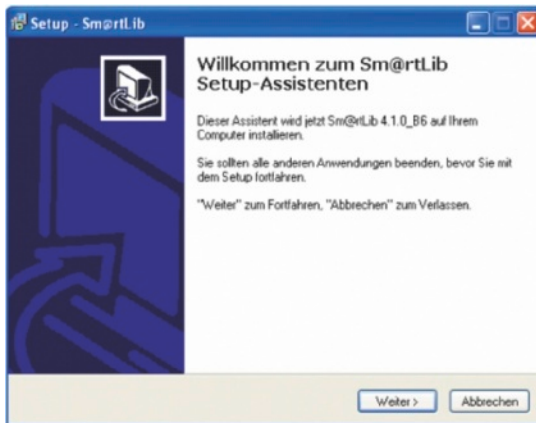 Setup - Sm@rtLib
Willkommen zum Sm@rtLib
Setup-Assistenten
Dieser Assistent wird jetzt Sm@rtLib 4.1.0_B6 auf Ihrem
Computer installieren.
Sie sollten alle anderen Anwendungen beenden, bevor Sie mit
dem Setup fortfahren.
"Weiter" zum Fortfahren, "Abbrechen" zum Verlassen.
Weiter >
Abbrechen